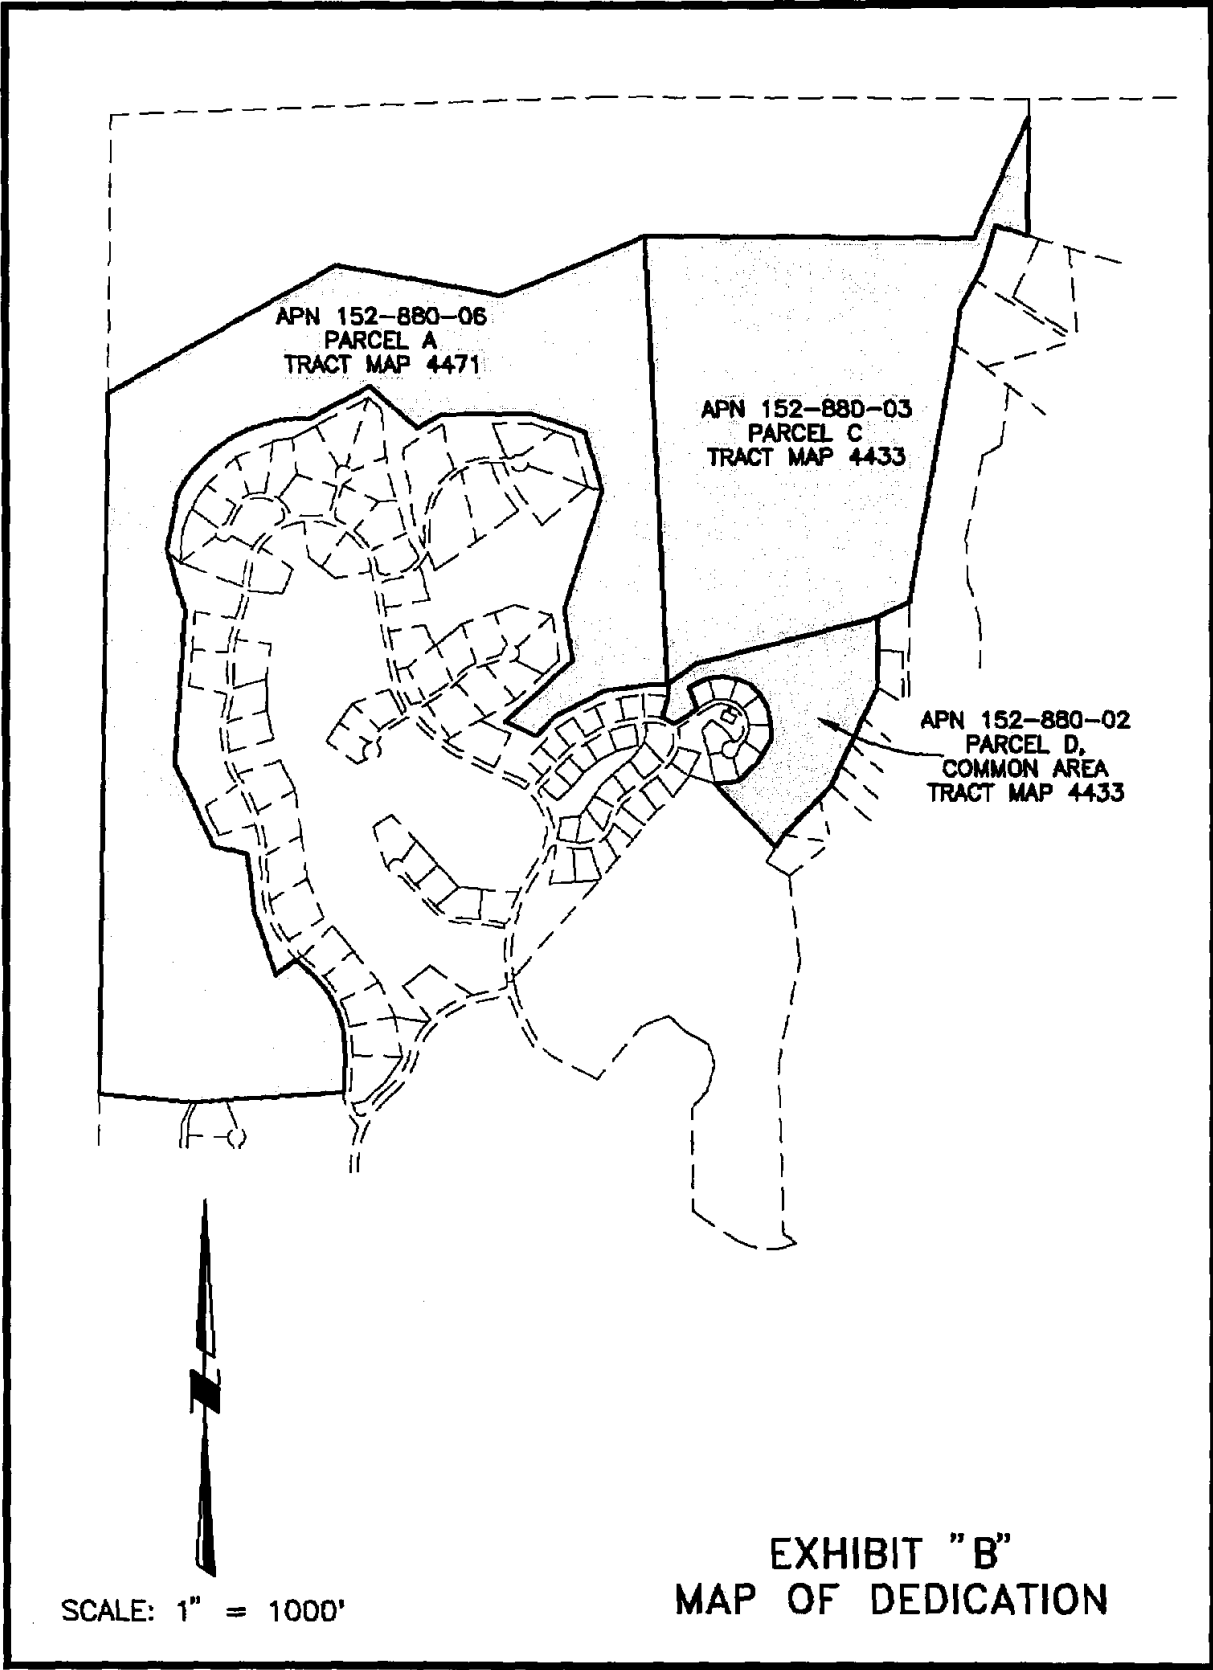 APN 152-880-06
PARCEL A
TRACT MAP 4471
APN 152-880-03
PARCEL C
TRACT MAP 4433
APN 152-880-02
PARCEL D,
COMMON AREA
TRACT MAP 4433
SCALE: 1" = 1000'
EXHIBIT "B"
MAP OF DEDICATION